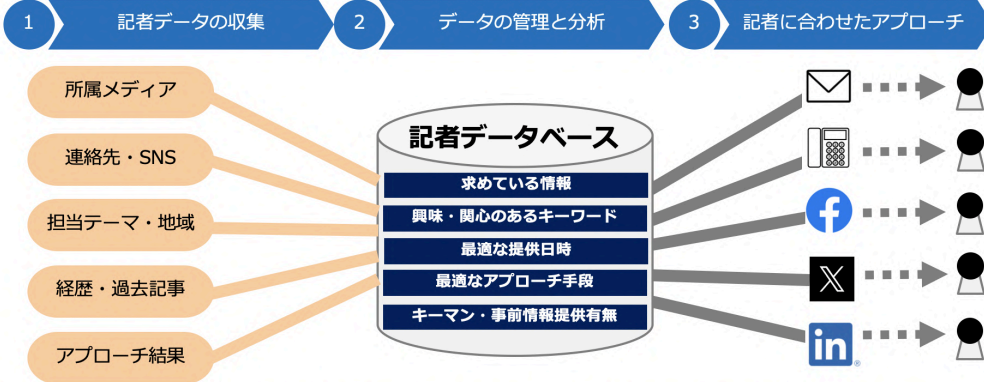 1
記者データの収集
2
データの管理と分析
3
記者に合わせたアプローチ
所属メディア
連絡先・SNS
担当テーマ・地域
経歴・過去記事
アプローチ結果
記者データベース
求めている情報
興味・関心のあるキーワード
最適な提供日時
最適なアプローチ手段
キーマン・事前情報提供有無
f
X
in
®